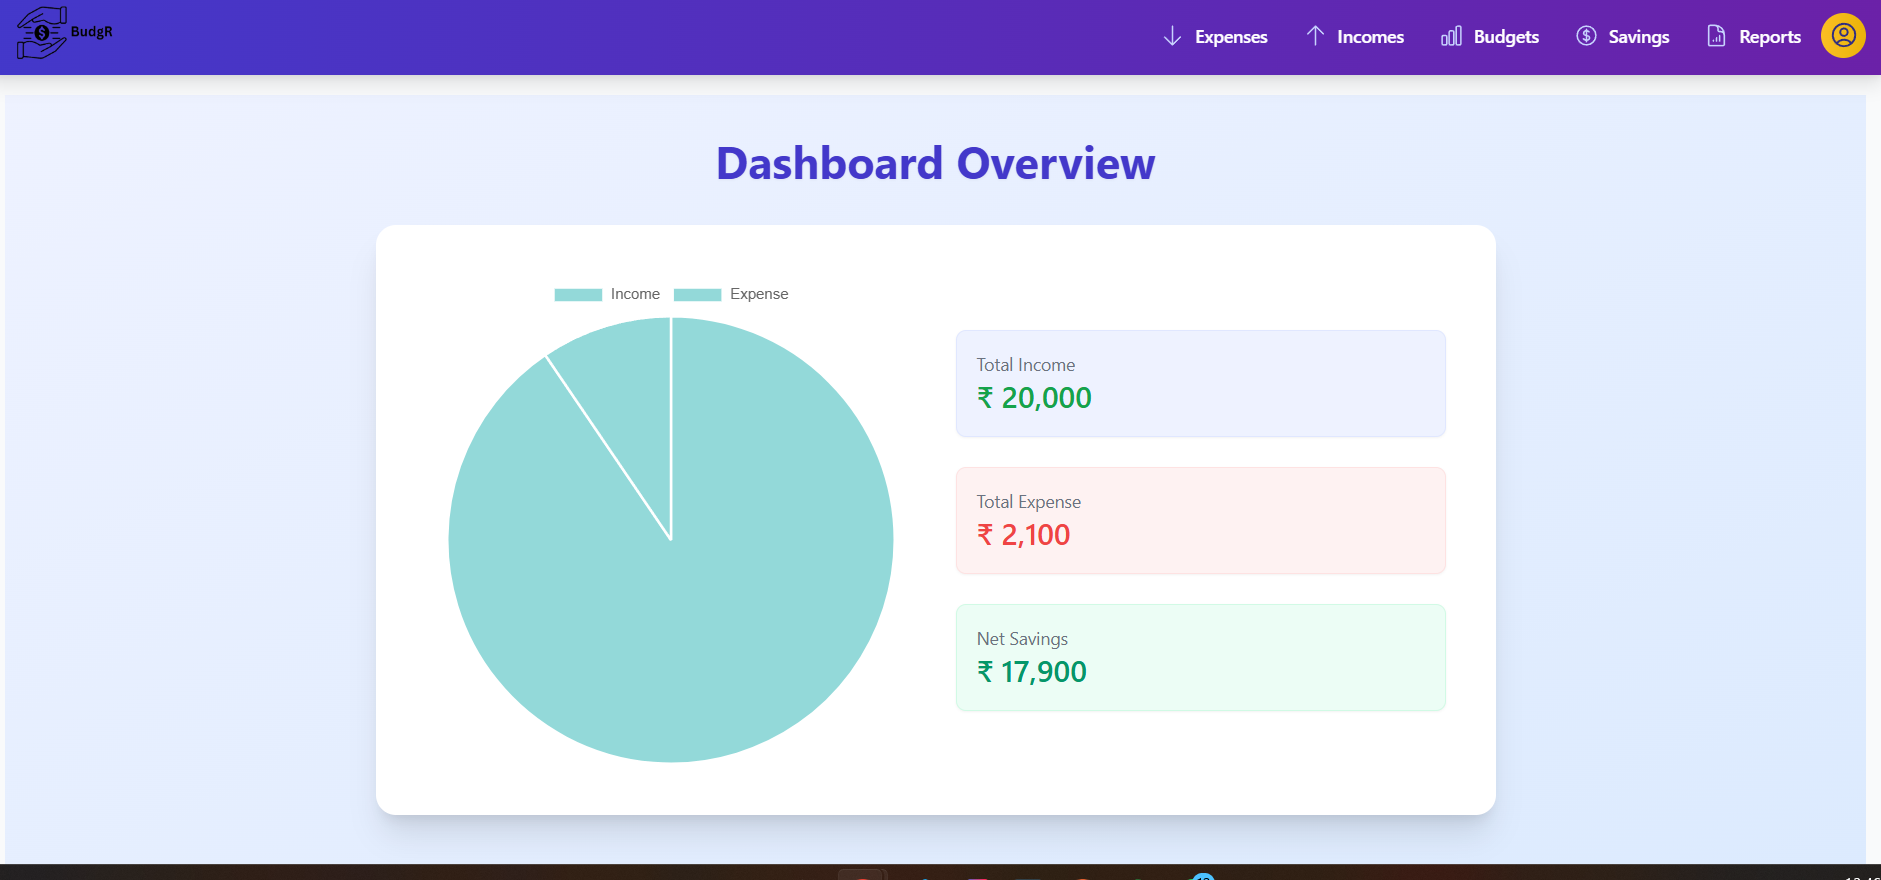 BudgR
Expenses
Incomes
Budgets
Savings
Reports
Dashboard Overview
Income
Expense
Total Income
₹ 20,000
Total Expense
₹ 2,100
Net Savings
₹ 17,900